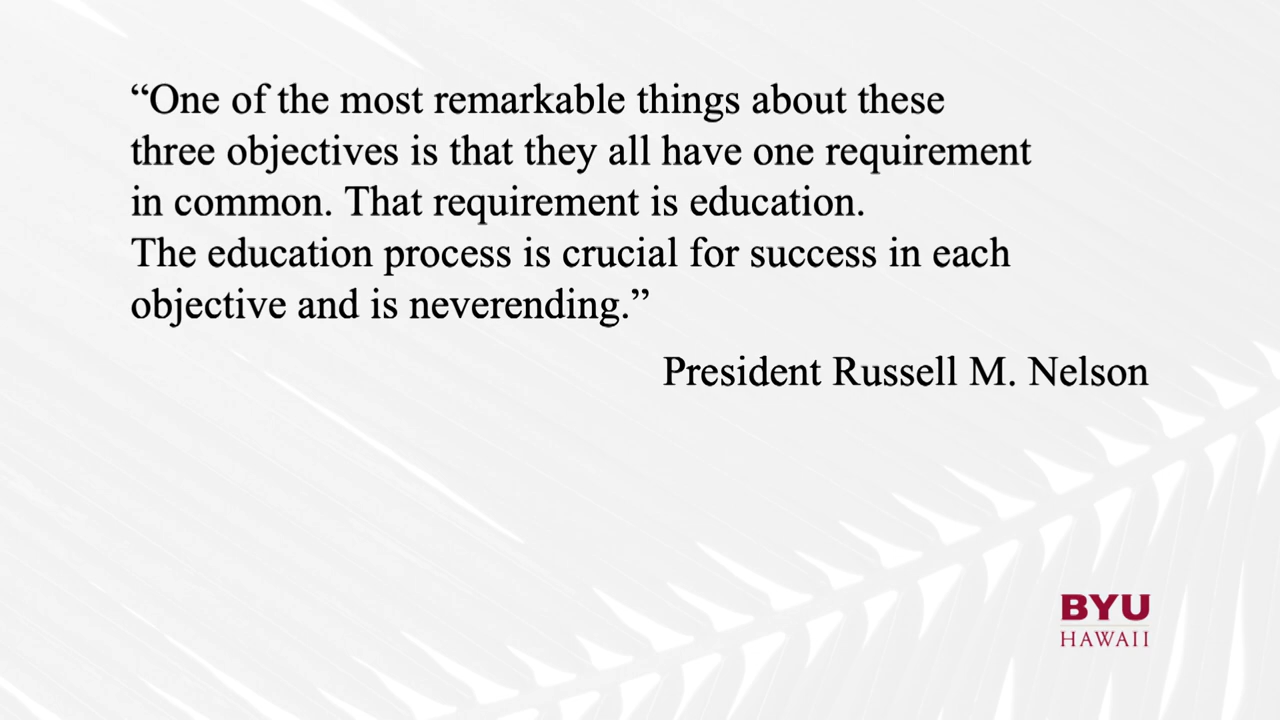 “One of the most remarkable things about these
three objectives is that they all have one requirement
in common. That requirement is education.
The education process is crucial for success in each
objective and is neverending.”
President Russell M. Nelson
BYU
HAWAII